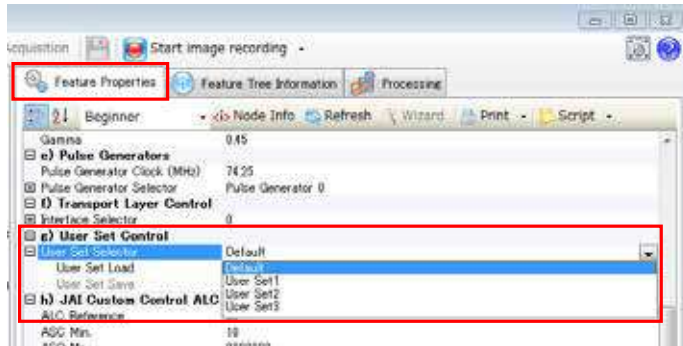 Acquisition Start image recording
Feature Properties Feature Tree Information Processing
Beginner Node Info Refresh Wizard Print Script
Gamma 0.45
e) Pulse Generators
Pulse Generator Clock (MHz) 74.25
Pulse Generator Selector Pulse Generator 0
f) Transport Layer Control
Interface Selector 0
g) User Set Control
User Set Selector Default
User Set Load Default
User Set Save User Set1
User Set2
h) JAI Custom Control ALC User Set3
ALC Reference
ASC Min. 10